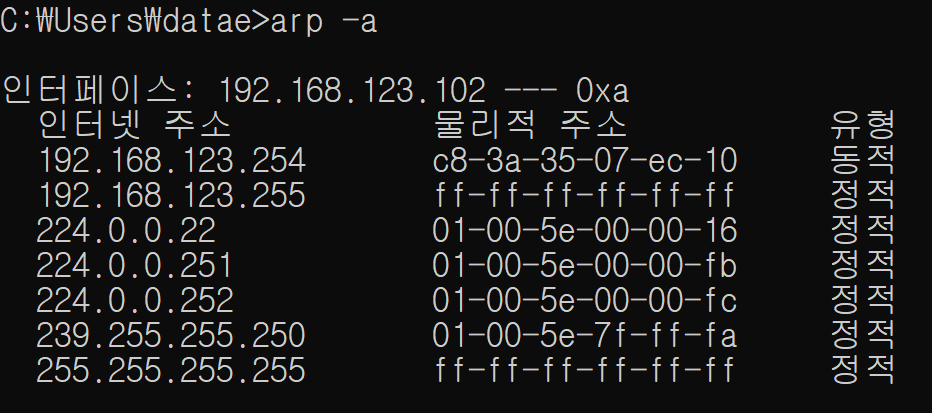 C:₩Users₩datae>arp -a
인터페이스: 192.168.123.102 --- 0xa
인터넷 주소 물리적 주소 유형
192.168.123.254 c8-3a-35-07-ec-10 동적
192.168.123.255 ff-ff-ff-ff-ff-ff 정적
224.0.0.22 01-00-5e-00-00-16 정적
224.0.0.251 01-00-5e-00-00-fb 정적
224.0.0.252 01-00-5e-00-00-fc 정적
239.255.255.250 01-00-5e-7f-ff-fa 정적
255.255.255.255 ff-ff-ff-ff-ff-ff 정적